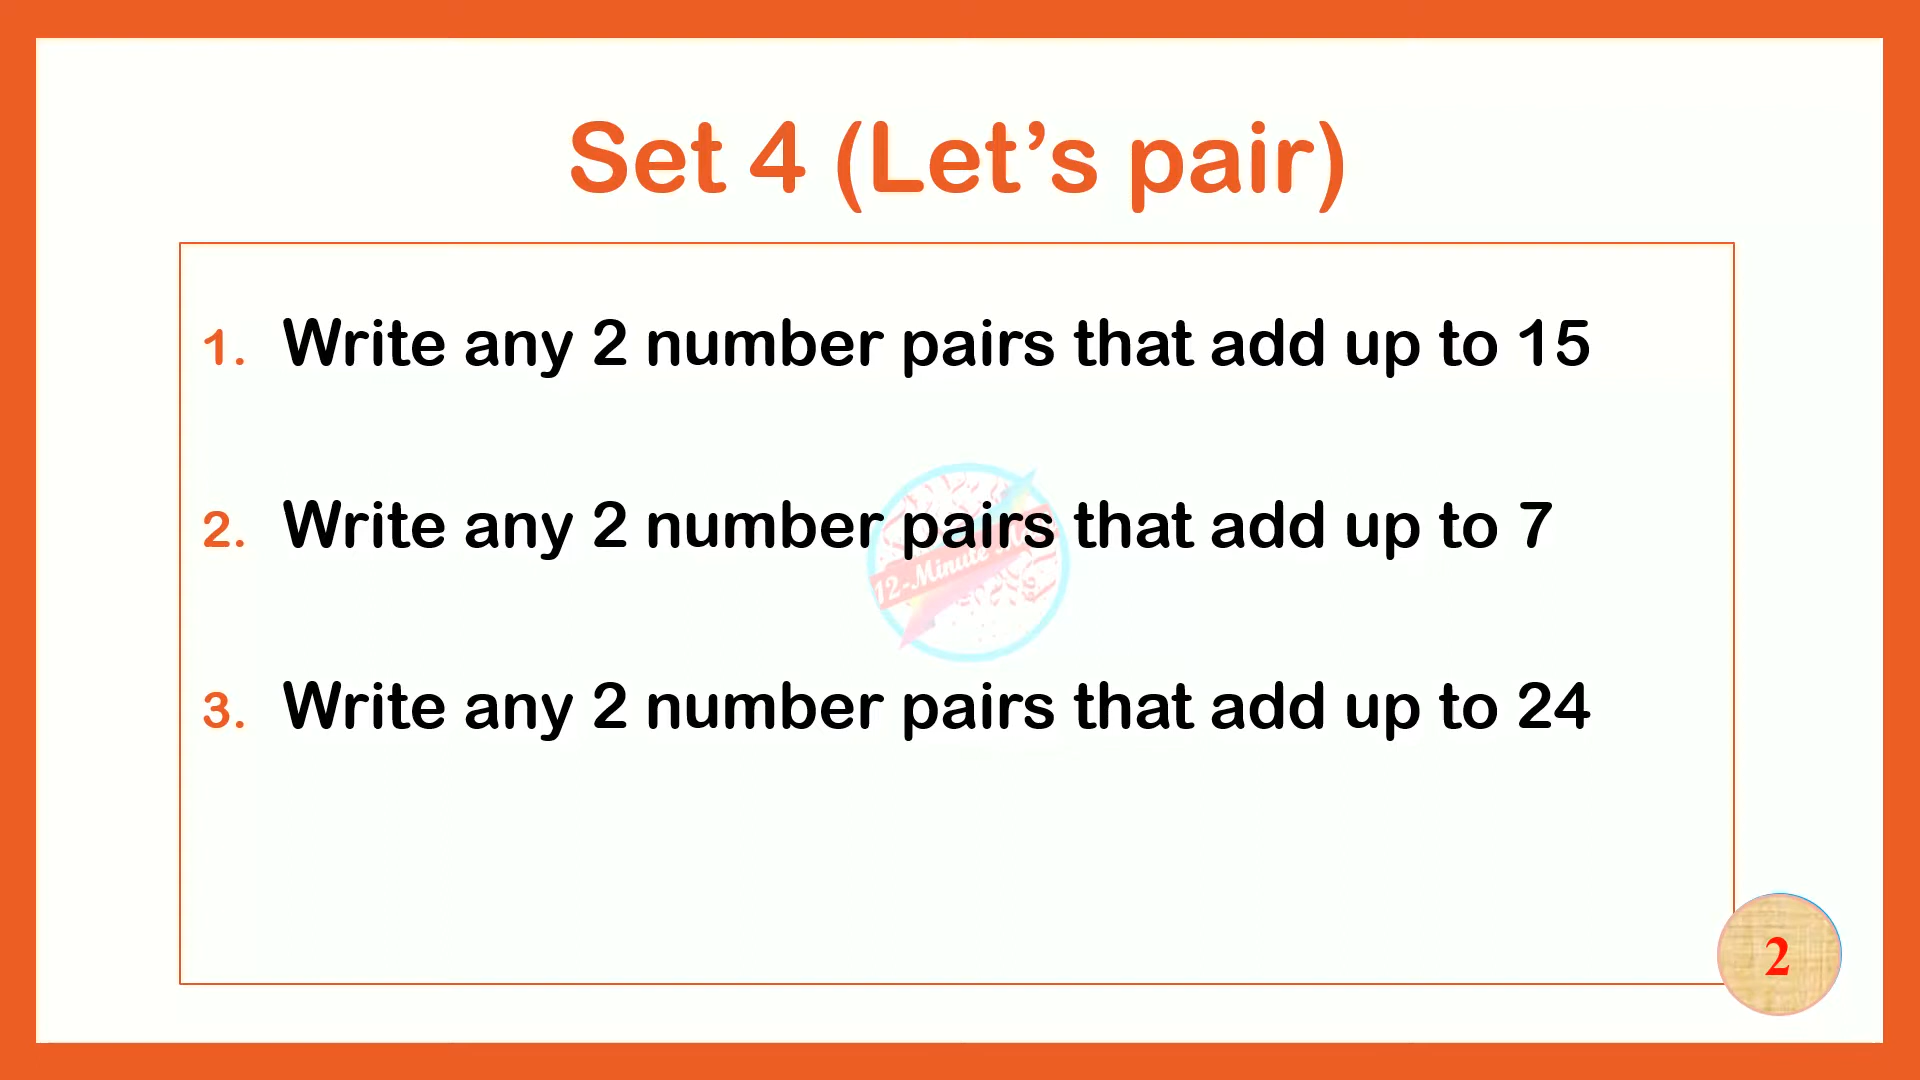 Set 4 (Let’s pair)
1. Write any 2 number pairs that add up to 15
2. Write any 2 number pairs that add up to 7
12-Minute
3. Write any 2 number pairs that add up to 24
2